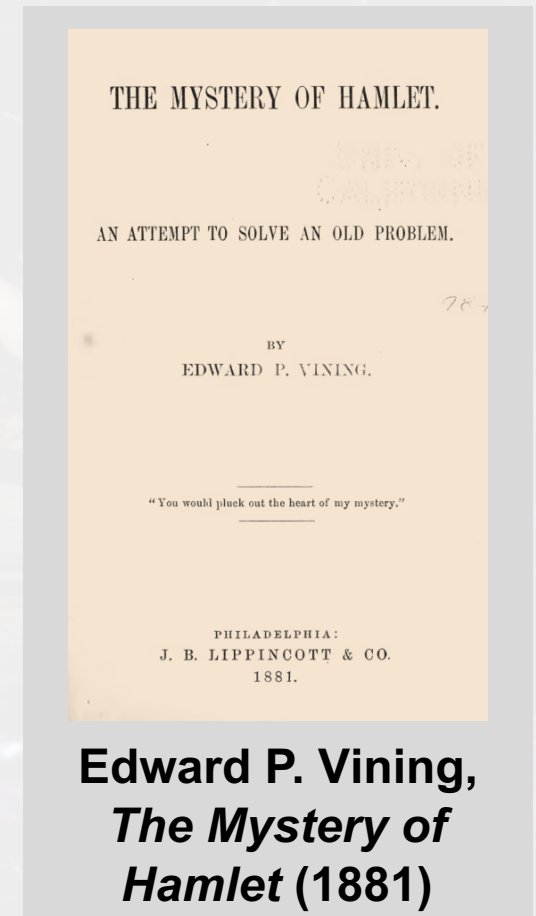 THE MYSTERY OF HAMLET.
AN ATTEMPT TO SOLVE AN OLD PROBLEM.
BY
EDWARD P. VINING.
“You would pluck out the heart of my mystery.”
PHILADELPHIA:
J. B. LIPPINCOTT & CO.
1881.
Edward P. Vining,
The Mystery of
Hamlet (1881)